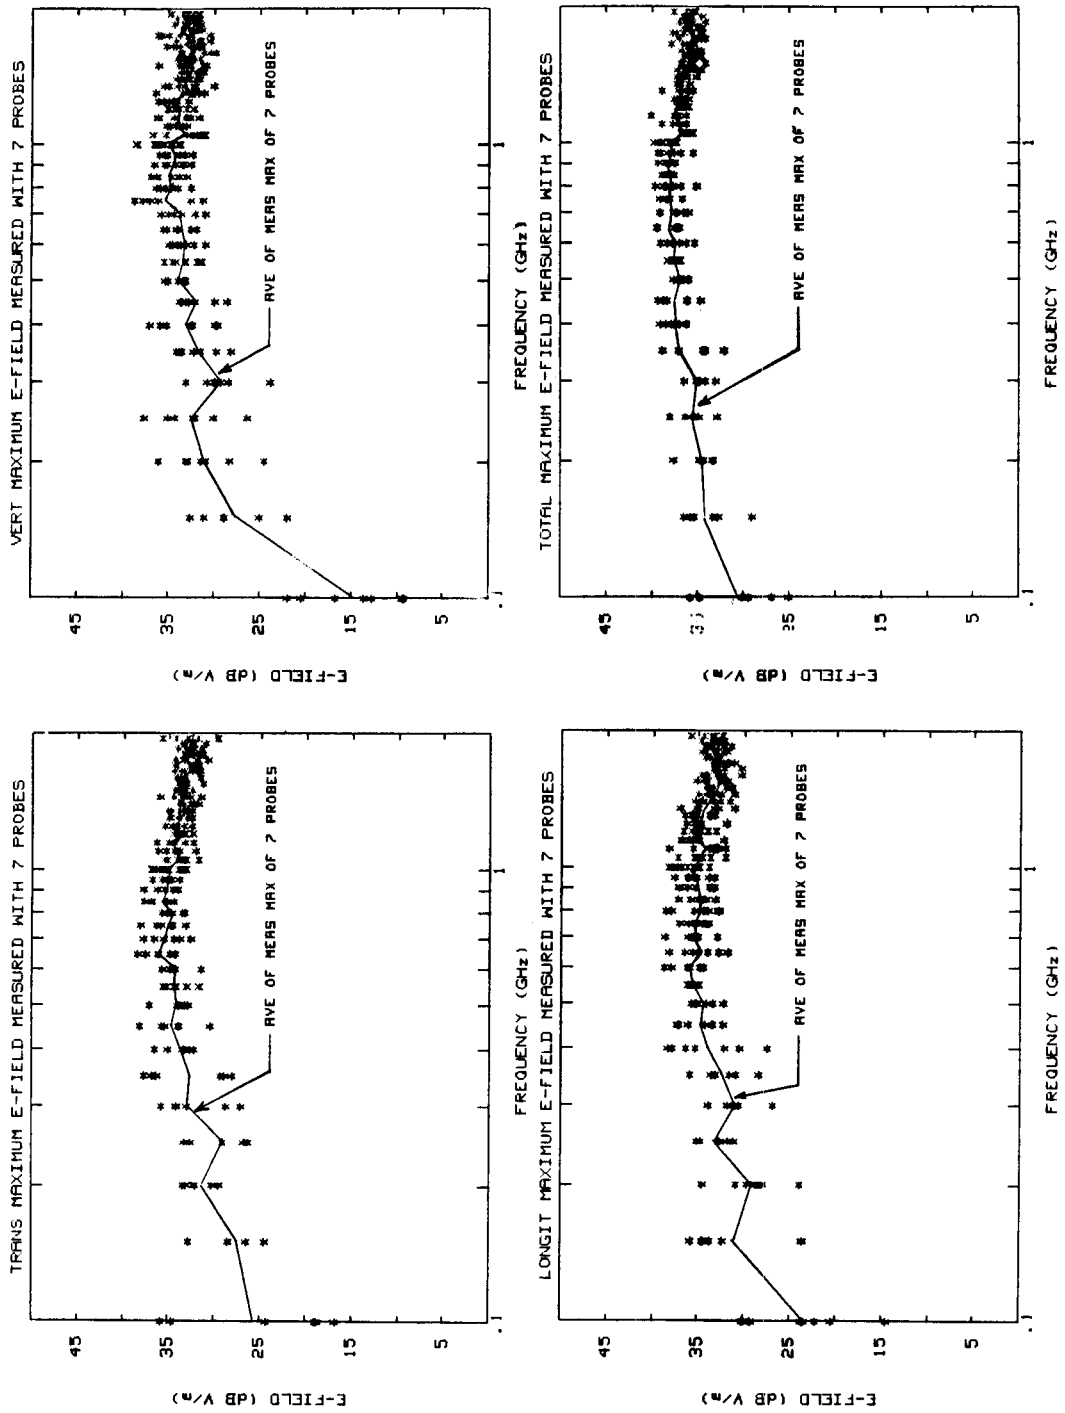 TRANS MAXIMUM E-FIELD MEASURED WITH 7 PROBES
E-FIELD (dB V/m)
45
35
25
15
5
AVE OF MEAS MAX OF 7 PROBES
.1
1
FREQUENCY (GHz)
VERT MAXIMUM E-FIELD MEASURED WITH 7 PROBES
E-FIELD (dB V/m)
45
35
25
15
5
AVE OF MEAS MAX OF 7 PROBES
.1
1
FREQUENCY (GHz)
LONGIT MAXIMUM E-FIELD MEASURED WITH 7 PROBES
E-FIELD (dB V/m)
45
35
25
15
5
AVE OF MEAS MAX OF 7 PROBES
.1
1
FREQUENCY (GHz)
TOTAL MAXIMUM E-FIELD MEASURED WITH 7 PROBES
E-FIELD (dB V/m)
45
35
25
15
5
AVE OF MEAS MAX OF 7 PROBES
.1
1
FREQUENCY (GHz)